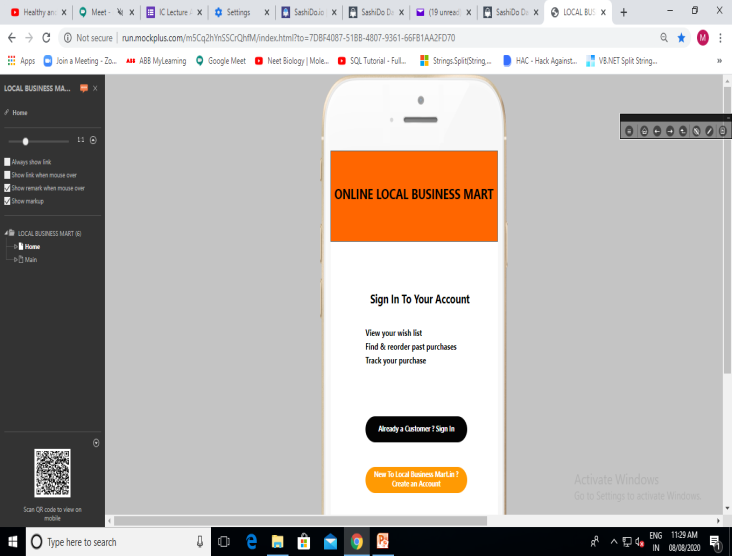 Healthy and
Meet -
IC Lecture
Settings
SashiDo.io
SashiDo Da
(19 unread)
SashiDo Da
LOCAL BUS
Not secure | run.mockplus.com/m5Cq2hYnSSCrQhfM/index.html?to=7DBF4087-51BB-4807-9361-66FB1AA2FD70
M
Apps
Join a Meeting - Zo...
ABB ABB MyLearning
Google Meet
Neet Biology | Mole...
SQL Tutorial - Full...
Strings.Split(String,...
HAC - Hack Against...
VB.NET Split String...
»
LOCAL BUSINESS MA...
Home
1:1
Always show link
Show link when mouse over
Show remark when mouse over
Show markup
LOCAL BUSINESS MART (6)
Home
Main
Scan QR code to view on
mobile
ONLINE LOCAL BUSINESS MART
Sign In To Your Account
View your wish list
Find & reorder past purchases
Track your purchase
Already a Customer ? Sign In
New To Local Business Mart.in ?
Create an Account
Activate Windows
Go to Settings to activate Windows.
Type here to search
ENG
IN
11:29 AM
08/08/2020